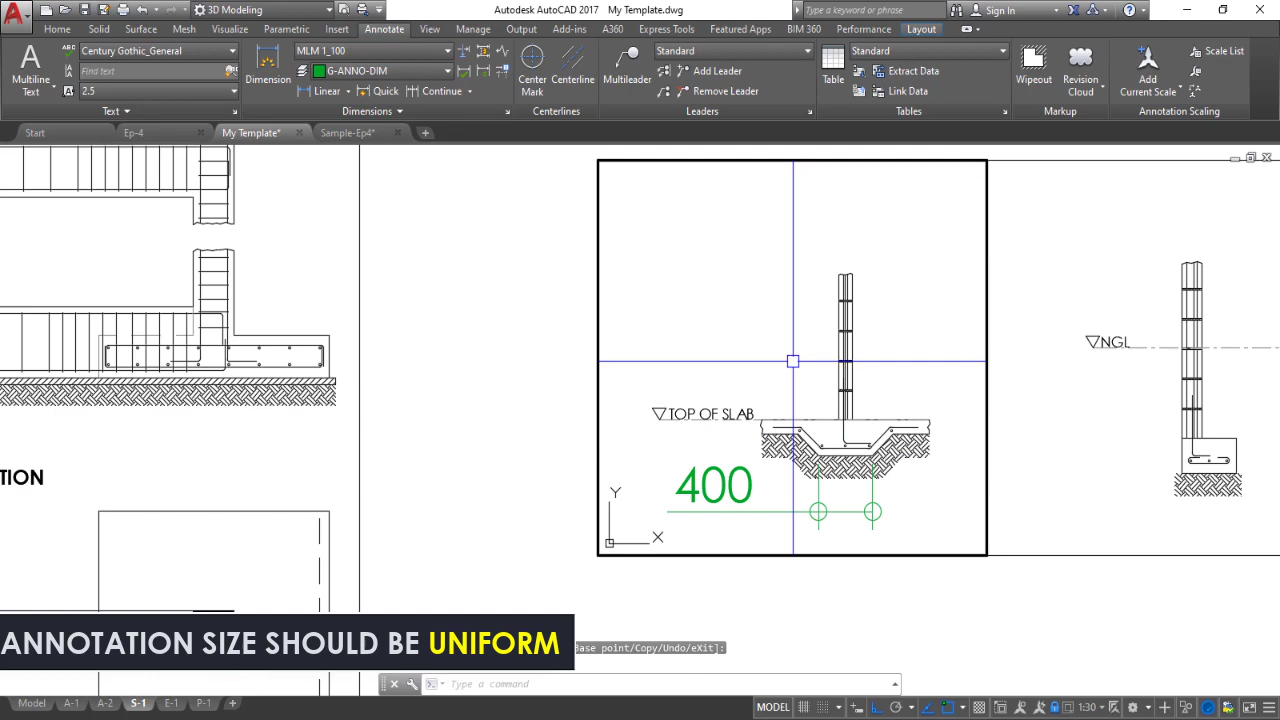 3D Modeling
Autodesk AutoCAD 2017 My Template.dwg
Type a keyword or phrase
Sign In
Home Solid Surface Mesh Visualize Parametric Insert Annotate View Manage Output Add-ins A360 Express Tools Featured Apps BIM 360 Performance Layout
Multiline
Text
Century Gothic_General
Find text
2.5
Text
Dimension
MLM 1_100
G-ANNO-DIM
Linear Quick Continue
Dimensions
Center
Mark
Centerline
Centerlines
Multileader
Standard
Add Leader
Remove Leader
Leaders
Table
Standard
Extract Data
Link Data
Tables
Wipeout
Revision
Cloud
Markup
Add
Current Scale
Scale List
Annotation Scaling
Start Ep-4 My Template* Sample-Ep4*
NGL
TOP OF SLAB
400
TION
Y
X
ANNOTATION SIZE SHOULD BE UNIFORM
Base point/Copy/Undo/eXit]:
Type a command
Model A-1 A-2 S-1 E-1 P-1
MODEL
1:30